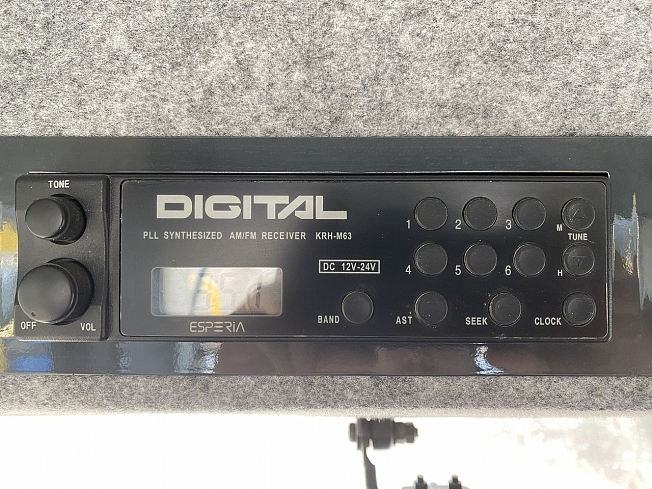 TONE
OFF VOL
DIGITAL
PLL SYNTHESIZED AM/FM RECEIVER KRH-M63
DC 12V-24V
ESPERIA
1 2 3 M
TUNE
4 5 6 H
BAND AST SEEK CLOCK